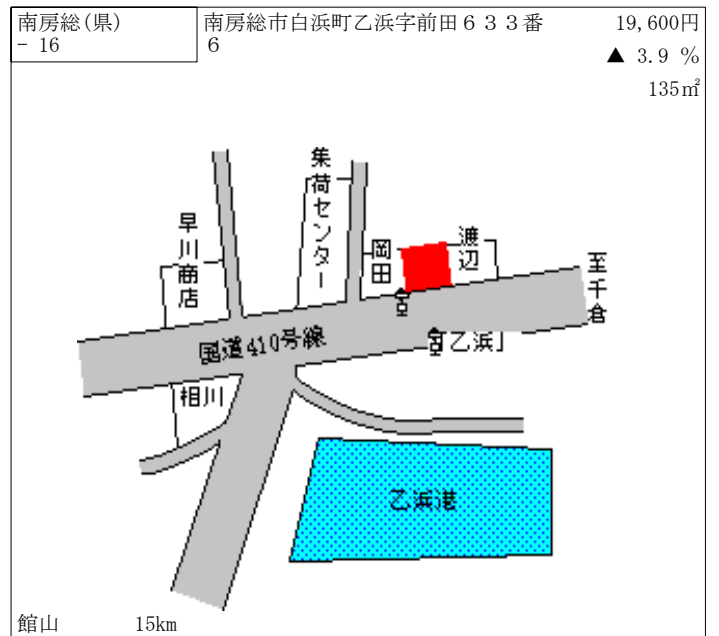 南房総(県)
- 16
南房総市白浜町乙浜字前田６３３番
６
19,600円
▲ 3.9 %
135㎡
集荷センター
早川商店
岡田
渡辺
至千倉
国道410号線
「乙浜」
相川
乙浜港
館山 15km